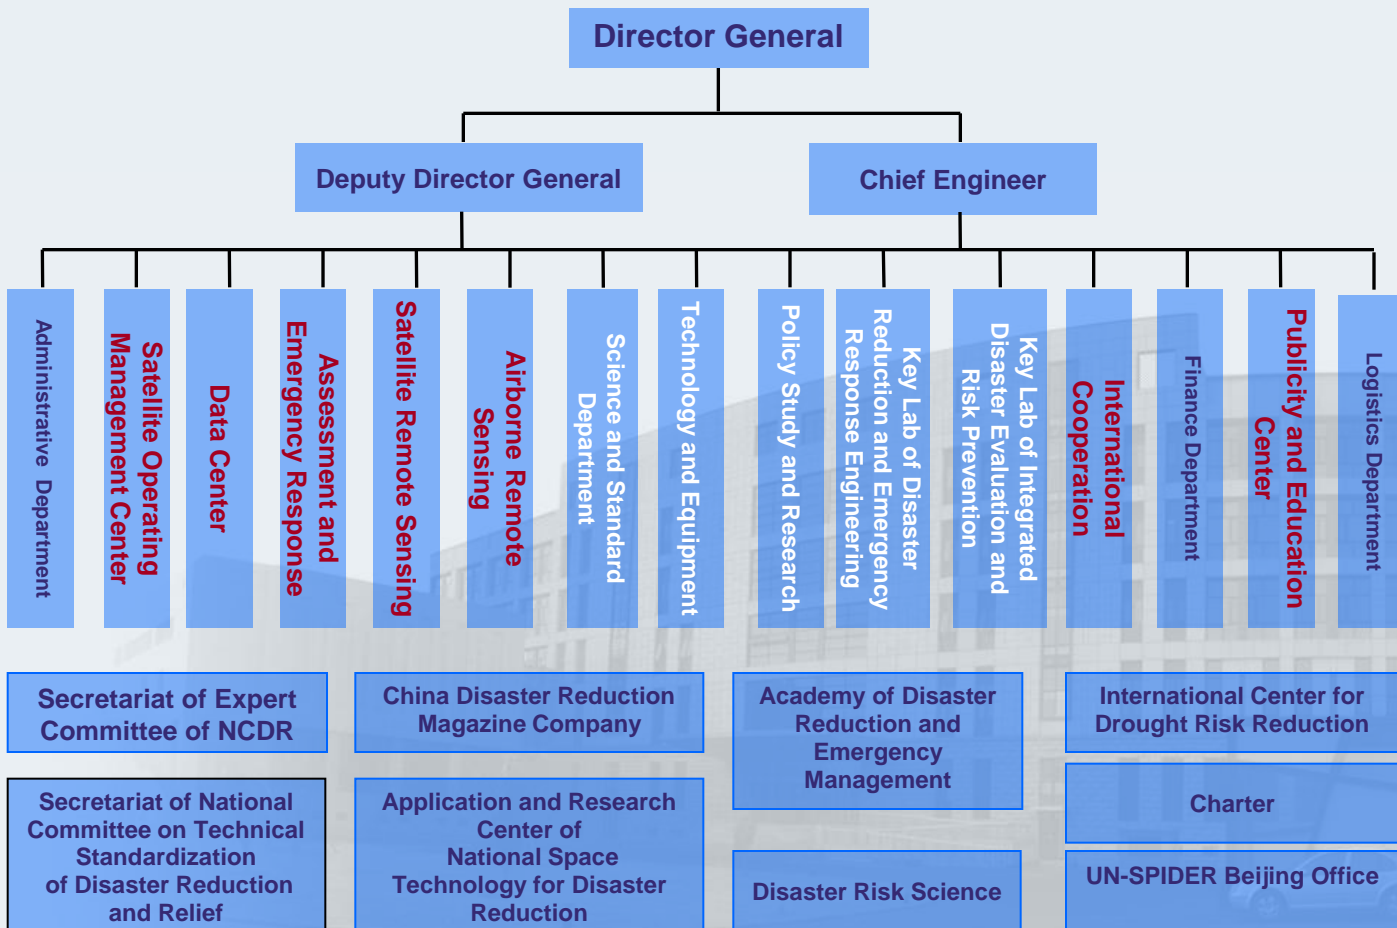 Director General
Deputy Director General
Chief Engineer
Administrative Department
Satellite Operating
Management Center
Data Center
Assessment and
Emergency Response
Satellite Remote Sensing
Airborne Remote
Sensing
Science and Standard
Department
Technology and Equipment
Policy Study and Research
Key Lab of Disaster
Reduction and Emergency
Response Engineering
Key Lab of Integrated
Disaster Evaluation and
Risk Prevention
International
Cooperation
Finance Department
Publicity and Education
Center
Logistics Department
Secretariat of Expert
Committee of NCDR
China Disaster Reduction
Magazine Company
Academy of Disaster
Reduction and
Emergency
Management
International Center for
Drought Risk Reduction
Secretariat of National
Committee on Technical
Standardization
of Disaster Reduction
and Relief
Application and Research
Center of
National Space
Technology for Disaster
Reduction
Disaster Risk Science
Charter
UN-SPIDER Beijing Office